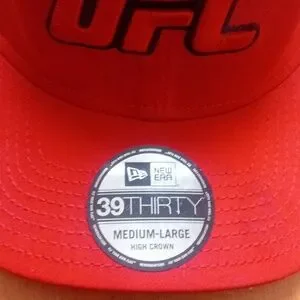 UFC
NEW
ERA
39THIRTY
MEDIUM-LARGE
HIGH CROWN